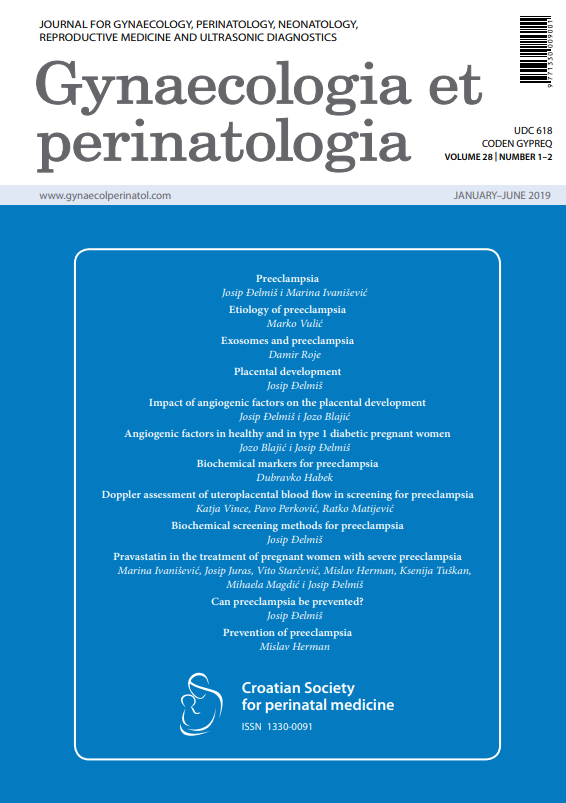 JOURNAL FOR GYNAECOLOGY, PERINATOLOGY, NEONATOLOGY,
REPRODUCTIVE MEDICINE AND ULTRASONIC DIAGNOSTICS
Gynaecologia et
perinatologia
9 771330 009001
UDC 618
CODEN GYPREQ
VOLUME 28 | NUMBER 1–2
www.gynaecolperinatol.com
JANUARY–JUNE 2019
Preeclampsia
Josip Đelmiš i Marina Ivanišević
Etiology of preeclampsia
Marko Vulić
Exosomes and preeclampsia
Damir Roje
Placental development
Josip Đelmiš
Impact of angiogenic factors on the placental development
Josip Đelmiš i Jozo Blajić
Angiogenic factors in healthy and in type 1 diabetic pregnant women
Jozo Blajić i Josip Đelmiš
Biochemical markers for preeclampsia
Dubravko Habek
Doppler assessment of uteroplacental blood flow in screening for preeclampsia
Katja Vince, Pavo Perković, Ratko Matijević
Biochemical screening methods for preeclampsia
Josip Đelmiš
Pravastatin in the treatment of pregnant women with severe preeclampsia
Marina Ivanišević, Josip Juras, Vito Starčević, Mislav Herman, Ksenija Tuškan,
Mihaela Magdić i Josip Đelmiš
Can preeclampsia be prevented?
Josip Đelmiš
Prevention of preeclampsia
Mislav Herman
Croatian Society
for perinatal medicine
ISSN 1330-0091